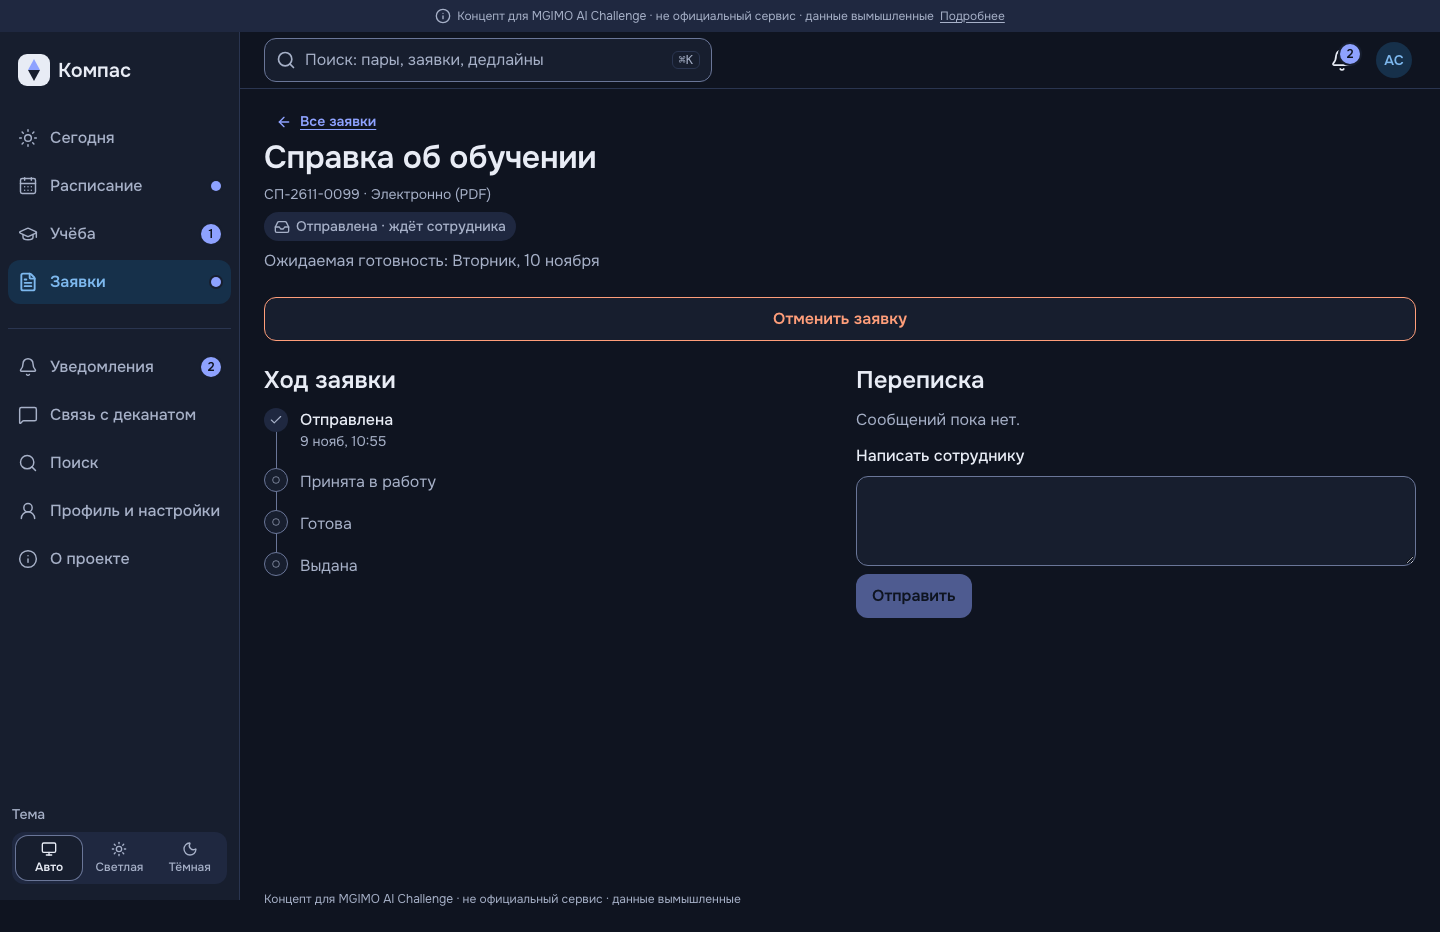 Концепт для MGIMO AI Challenge · не официальный сервис · данные вымышленные Подробнее
Компас
Поиск: пары, заявки, дедлайны
⌘K
2
АС
Сегодня
Расписание
Учёба
1
Заявки
Уведомления
2
Связь с деканатом
Поиск
Профиль и настройки
О проекте
Тема
Авто
Светлая
Тёмная
Все заявки
Справка об обучении
СП-2611-0099 · Электронно (PDF)
Отправлена · ждёт сотрудника
Ожидаемая готовность: Вторник, 10 ноября
Отменить заявку
Ход заявки
Отправлена
9 нояб, 10:55
Принята в работу
Готова
Выдана
Переписка
Сообщений пока нет.
Написать сотруднику
Отправить
Концепт для MGIMO AI Challenge · не официальный сервис · данные вымышленные